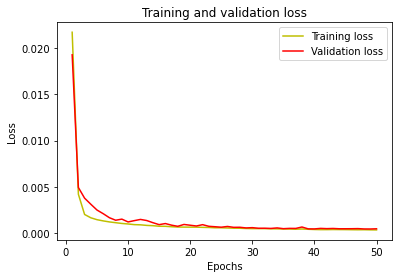 Training and validation loss
Training loss
Validation loss
0.020
0.015
0.010
0.005
0.000
Loss
0 10 20 30 40 50
Epochs